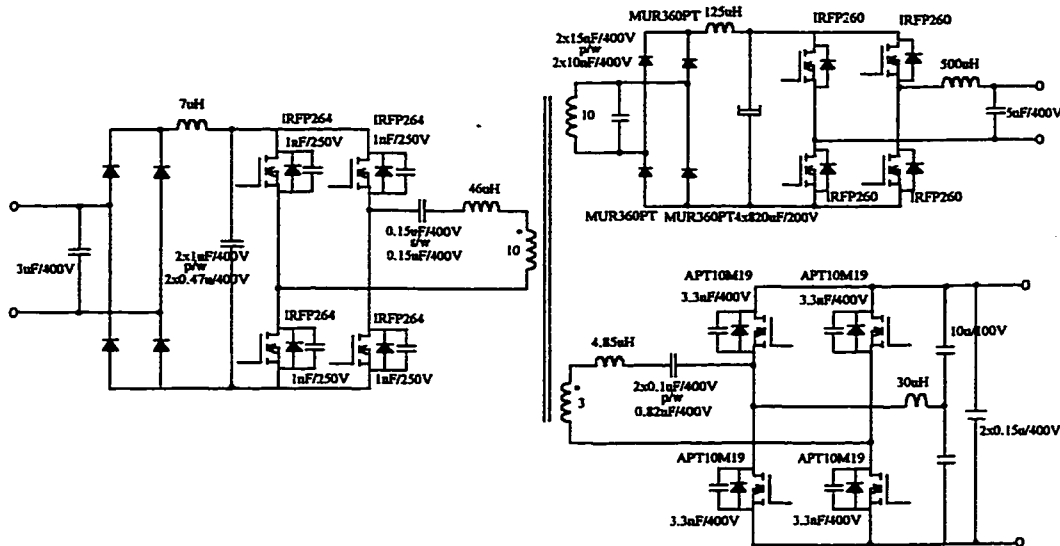 7uH
IRFP264
1nF/250V
IRFP264
1nF/250V
3uF/400V
2x1uF/400V
p/w
2x0.47u/400V
46uH
0.15uF/400V
s/w
0.15uF/400V
10
IRFP264
1nF/250V
IRFP264
1nF/250V
MUR360PT
125uH
2x15nF/400V
p/w
2x10nF/400V
10
IRFP260
IRFP260
500uH
5uF/400V
MUR360PT
MUR360PT
4x820uF/200V
IRFP260
IRFP260
APT10M19
3.3nF/400V
APT10M19
3.3nF/400V
4.85uH
2x0.1uF/400V
p/w
0.82uF/400V
3
10u/100V
30uH
2x0.15u/400V
APT10M19
3.3nF/400V
APT10M19
3.3nF/400V